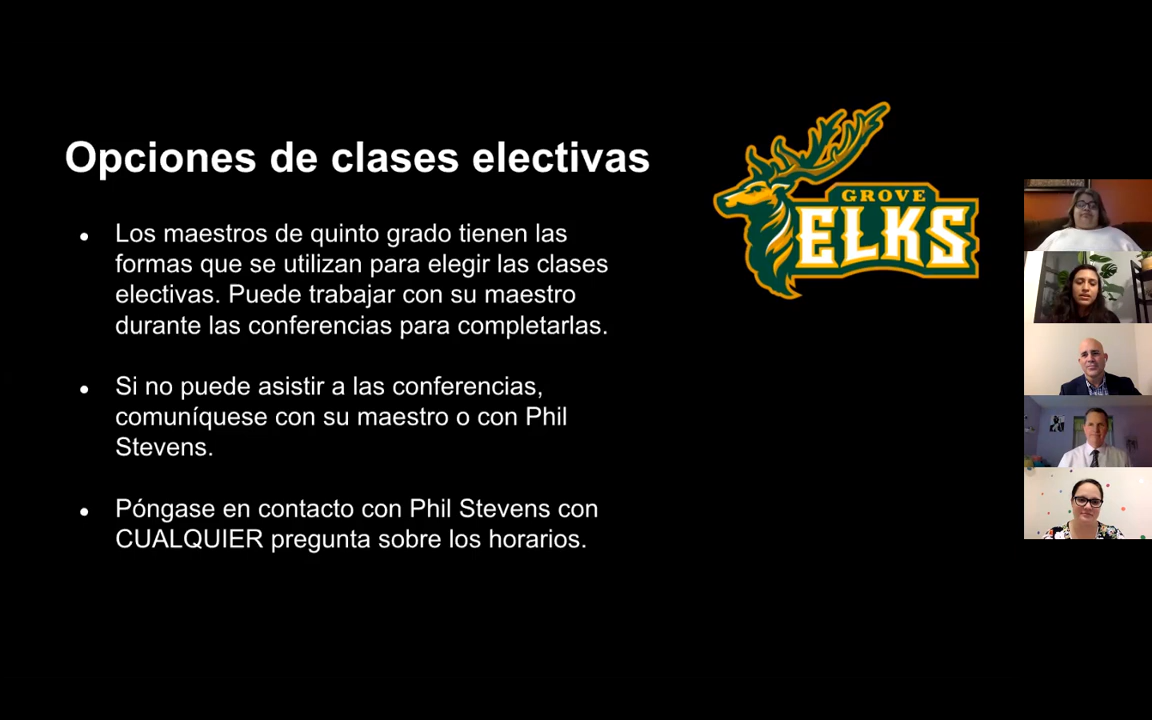 Opciones de clases electivas
GROVE
ELKS
● Los maestros de quinto grado tienen las
formas que se utilizan para elegir las clases
electivas. Puede trabajar con su maestro
durante las conferencias para completarlas.
● Si no puede asistir a las conferencias,
comuníquese con su maestro o con Phil
Stevens.
● Póngase en contacto con Phil Stevens con
CUALQUIER pregunta sobre los horarios.